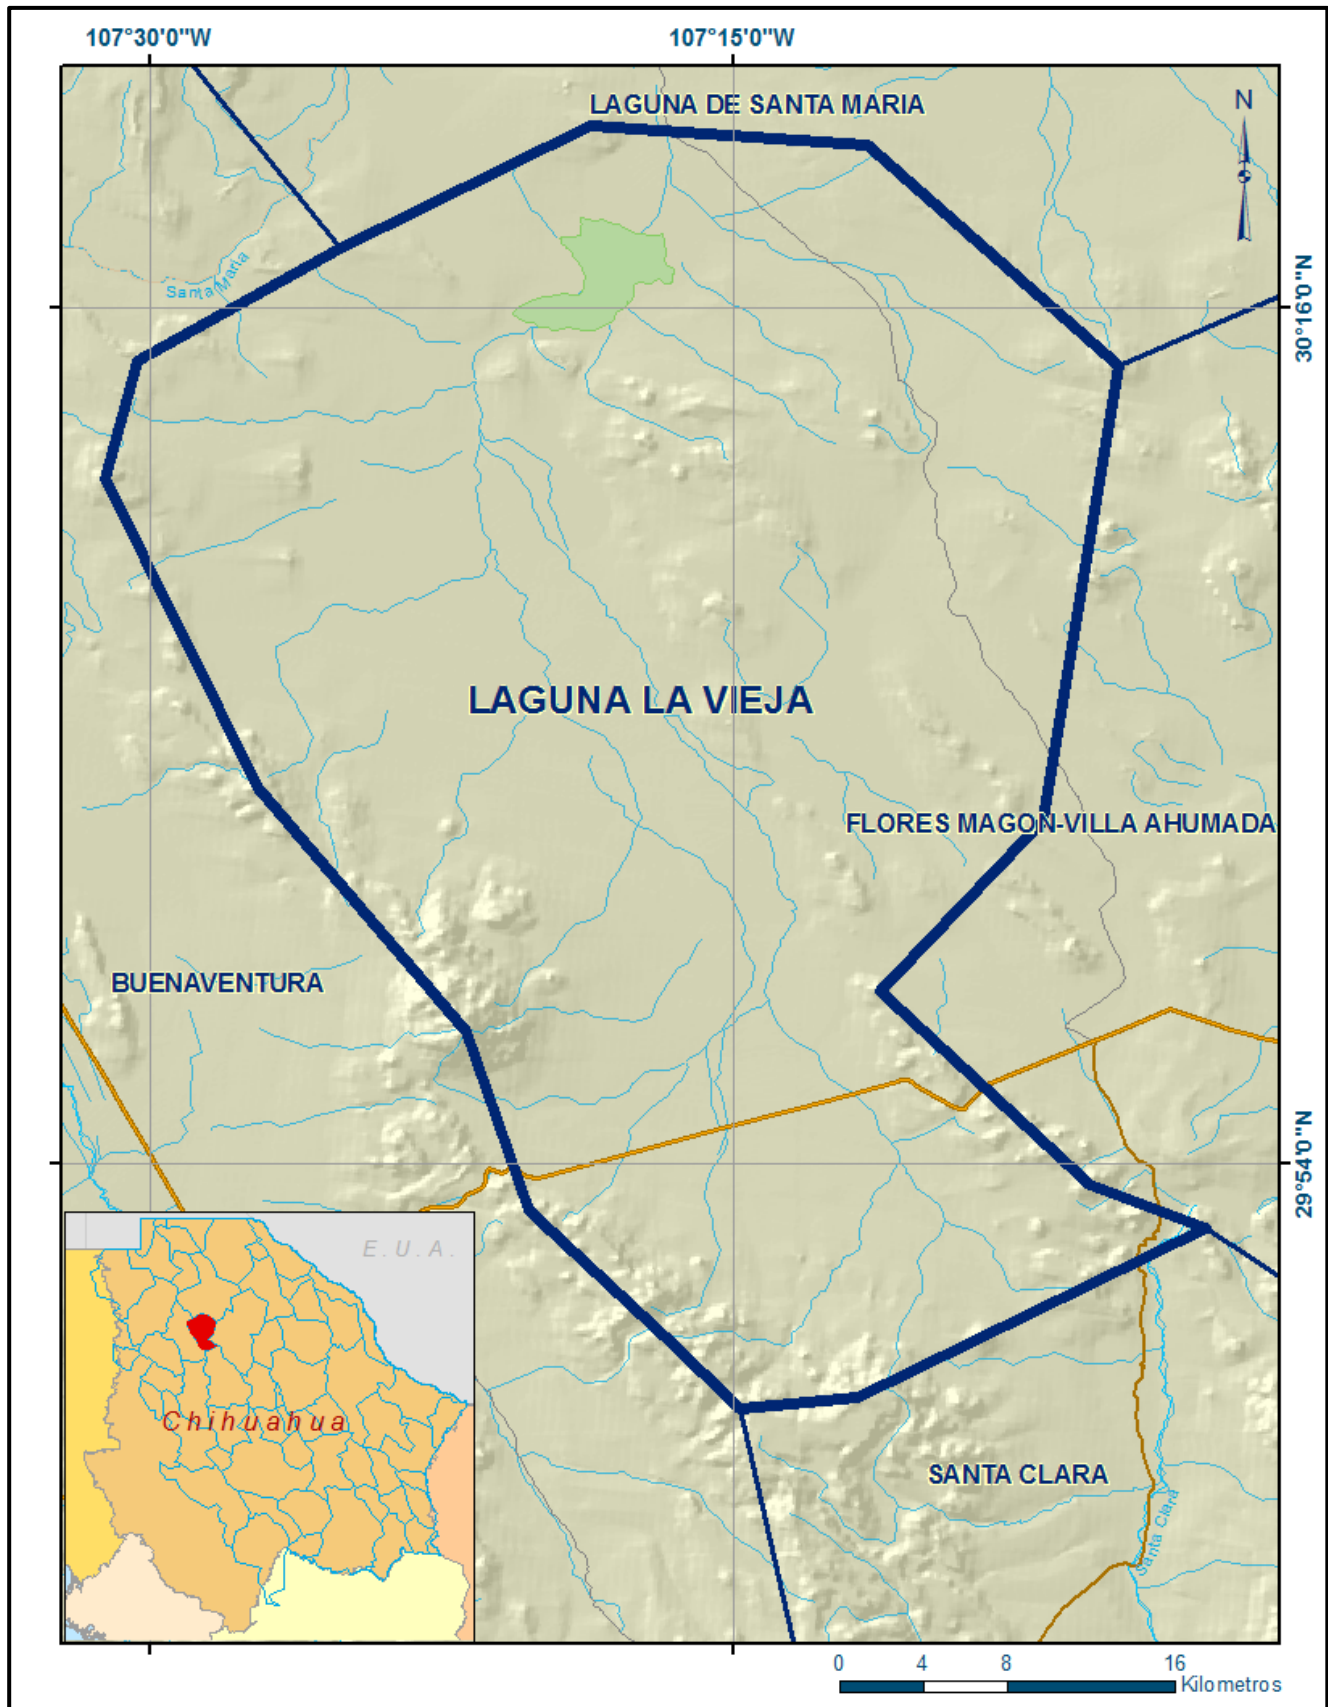 107°30'0"W
107°15'0"W
LAGUNA DE SANTA MARIA
N
Santa Maria
30°16'0"N
LAGUNA LA VIEJA
FLORES MAGON-VILLA AHUMADA
BUENAVENTURA
29°54'0"N
E. U. A.
Chihuahua
SANTA CLARA
Santa Clara
0 4 8 16
Kilometros